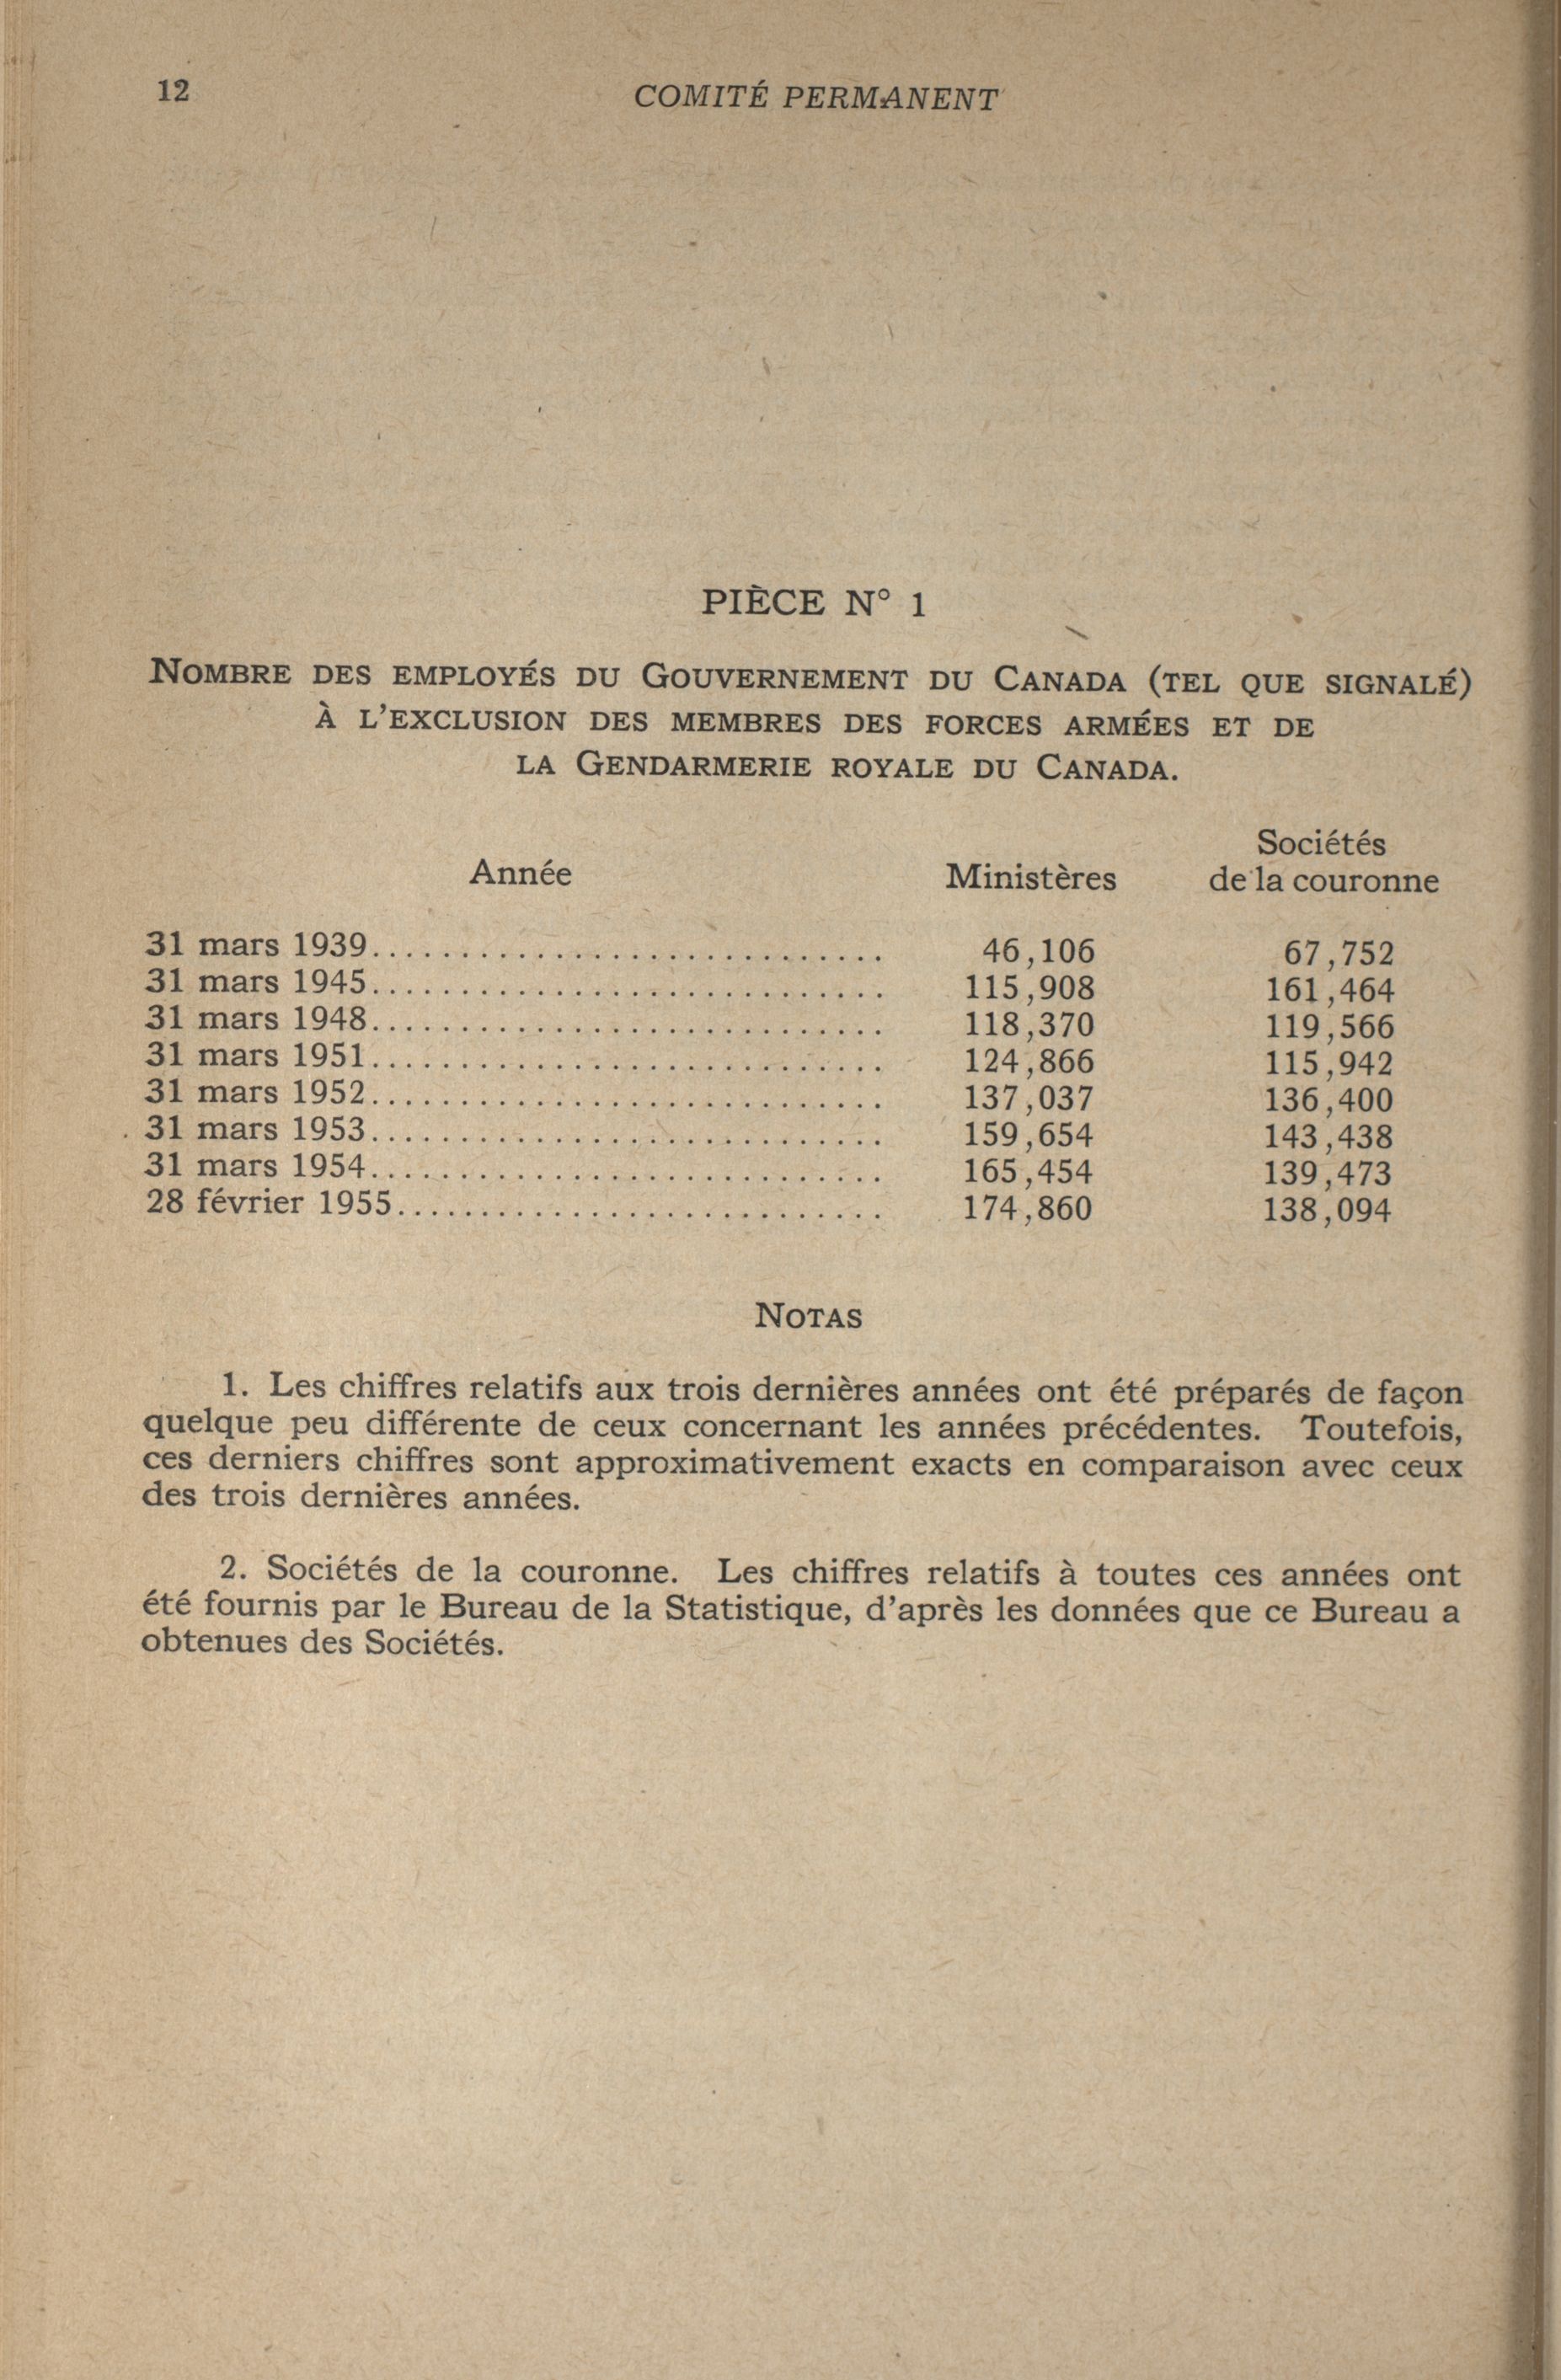 12
COMITÉ PERMANENT
PIÈCE N° 1
NOMBRE DES EMPLOYÉS DU GOUVERNEMENT DU CANADA (TEL QUE SIGNALÉ)
À L'EXCLUSION DES MEMBRES DES FORCES ARMÉES ET DE
LA GENDARMERIE ROYALE DU CANADA.
Année Ministères Sociétés de la couronne
31 mars 1939.............................. 46,106 67,752
31 mars 1945.............................. 115,908 161,464
31 mars 1948.............................. 118,370 119,566
31 mars 1951.............................. 124,866 115,942
31 mars 1952.............................. 137,037 136,400
31 mars 1953.............................. 159,654 143,438
31 mars 1954.............................. 165,454 139,473
28 février 1955............................ 174,860 138,094
NOTAS
1. Les chiffres relatifs aux trois dernières années ont été préparés de façon
quelque peu différente de ceux concernant les années précédentes. Toutefois,
ces derniers chiffres sont approximativement exacts en comparaison avec ceux
des trois dernières années.
2. Sociétés de la couronne. Les chiffres relatifs à toutes ces années ont
été fournis par le Bureau de la Statistique, d'après les données que ce Bureau a
obtenues des Sociétés.